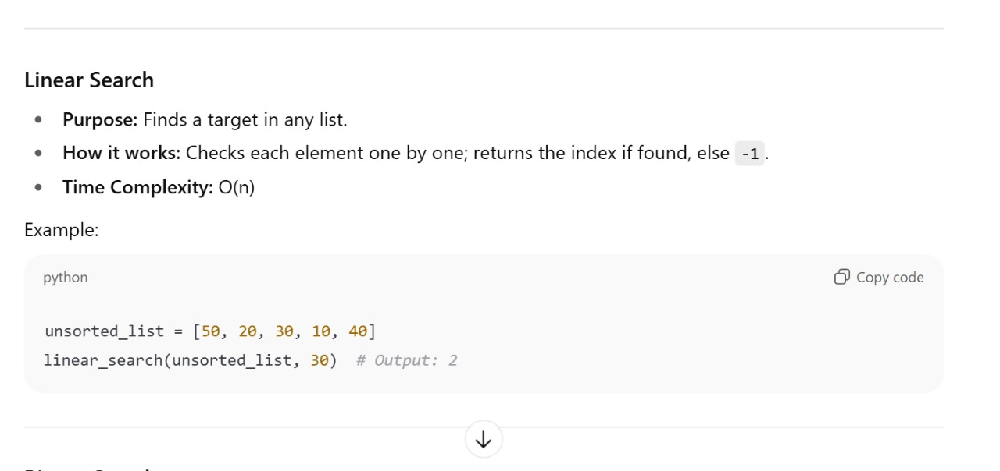 Linear Search
• Purpose: Finds a target in any list.
• How it works: Checks each element one by one; returns the index if found, else -1.
• Time Complexity: O(n)
Example:
python
Copy code
unsorted_list = [50, 20, 30, 10, 40]
linear_search(unsorted_list, 30)  # Output: 2